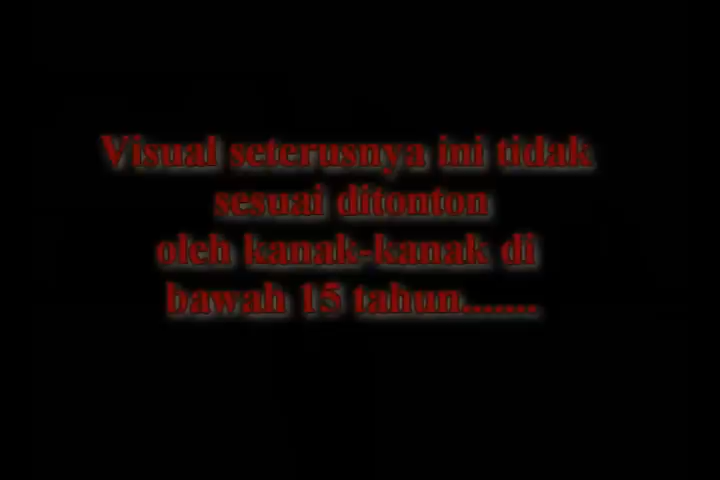 Visual seterusnya ini tidak
sesuai ditonton
oleh kanak-kanak di
bawah 15 tahun.......